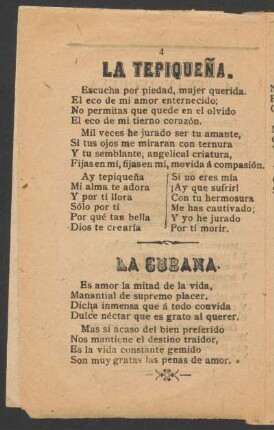 4
LA TEPIQUEÑA.
Escucha por piedad, mujer querida.
El eco de mi amor enternecido;
No permitas que quede en el olvido
El eco de mi tierno corazón.
Mil veces he jurado ser tu amante,
Si tus ojos me miraran con ternura
Y tu semblante, angelical criatura,
Fijas en mí, fijas en mí, movida á compasión.
Ay tepiqueña
Mi alma te adora
Y por tí llora
Sólo por tí
Por qué tan bella
Dios te crearía
Si no eres mía
¡Ay que sufrir!
Con tu hermosura
Me has cautivado;
Y yo he jurado
Por tí morir.
LA CUBANA.
Es amor la mitad de la vida,
Manantial de supremo placer,
Dicha inmensa que á todo convida
Dulce néctar que es grato al querer.
Mas si acaso del bien preferido
Nos mantiene el destino traidor,
Es la vida constante gemido
Son muy gratas las penas de amor.